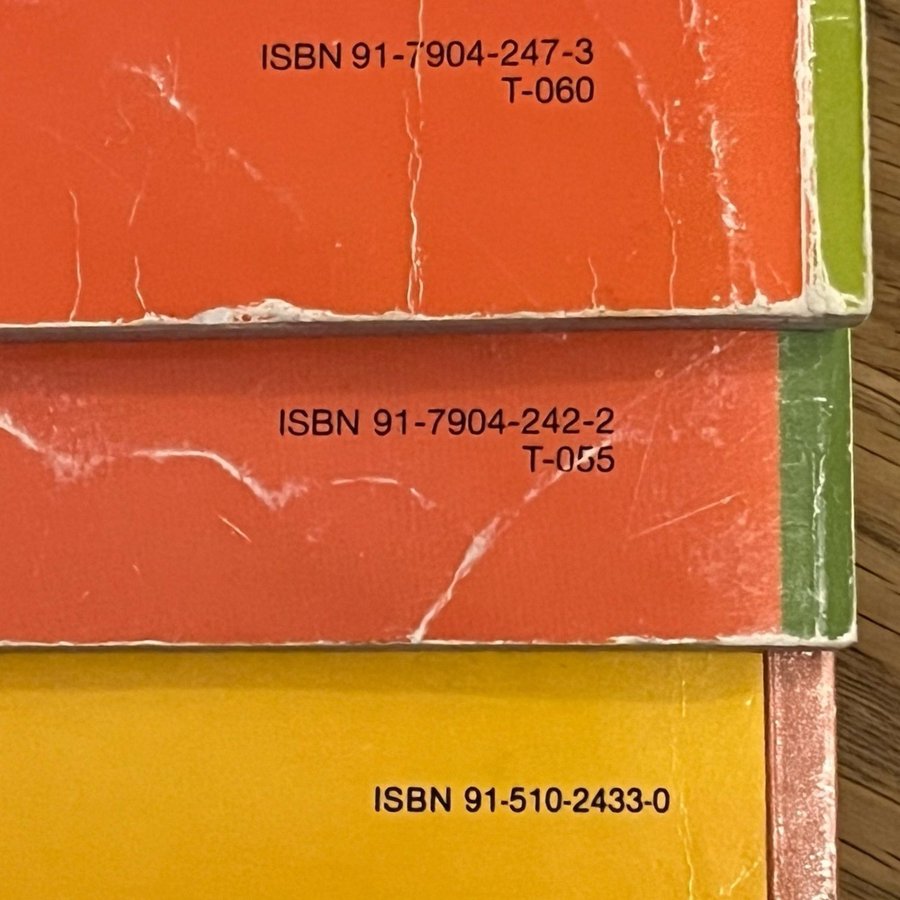 ISBN 91-7904-247-3
T-060
ISBN 91-7904-242-2
T-055
ISBN 91-510-2433-0